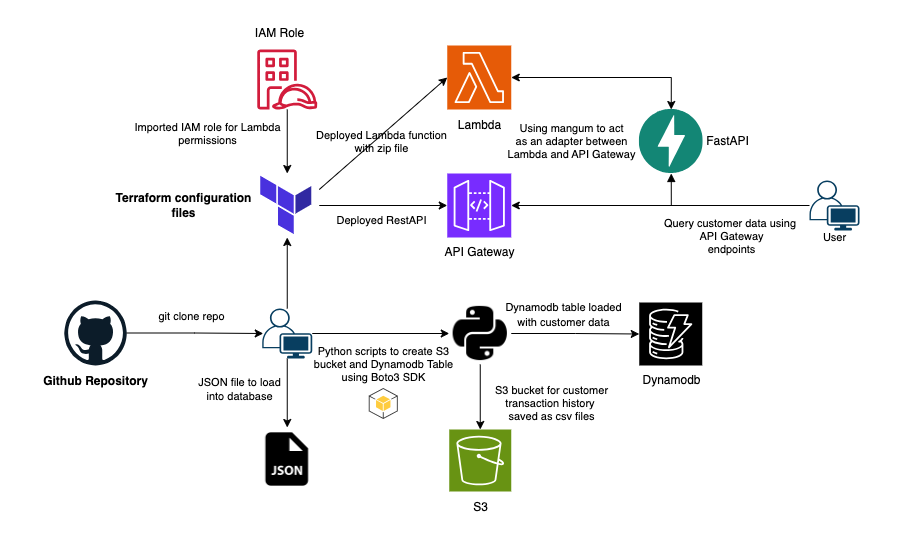 IAM Role
Imported IAM role for Lambda
permissions
Deployed Lambda function
with zip file
Lambda
Using mangum to act
as an adapter between
Lambda and API Gateway
FastAPI
Terraform configuration
files
Deployed RestAPI
</>
API Gateway
Query customer data using
API Gateway
endpoints
User
git clone repo
Github Repository
JSON file to load
into database
JSON
Python scripts to create S3
bucket and Dynamodb Table
using Boto3 SDK
Dynamodb table loaded
with customer data
Dynamodb
S3 bucket for customer
transaction history
saved as csv files
S3